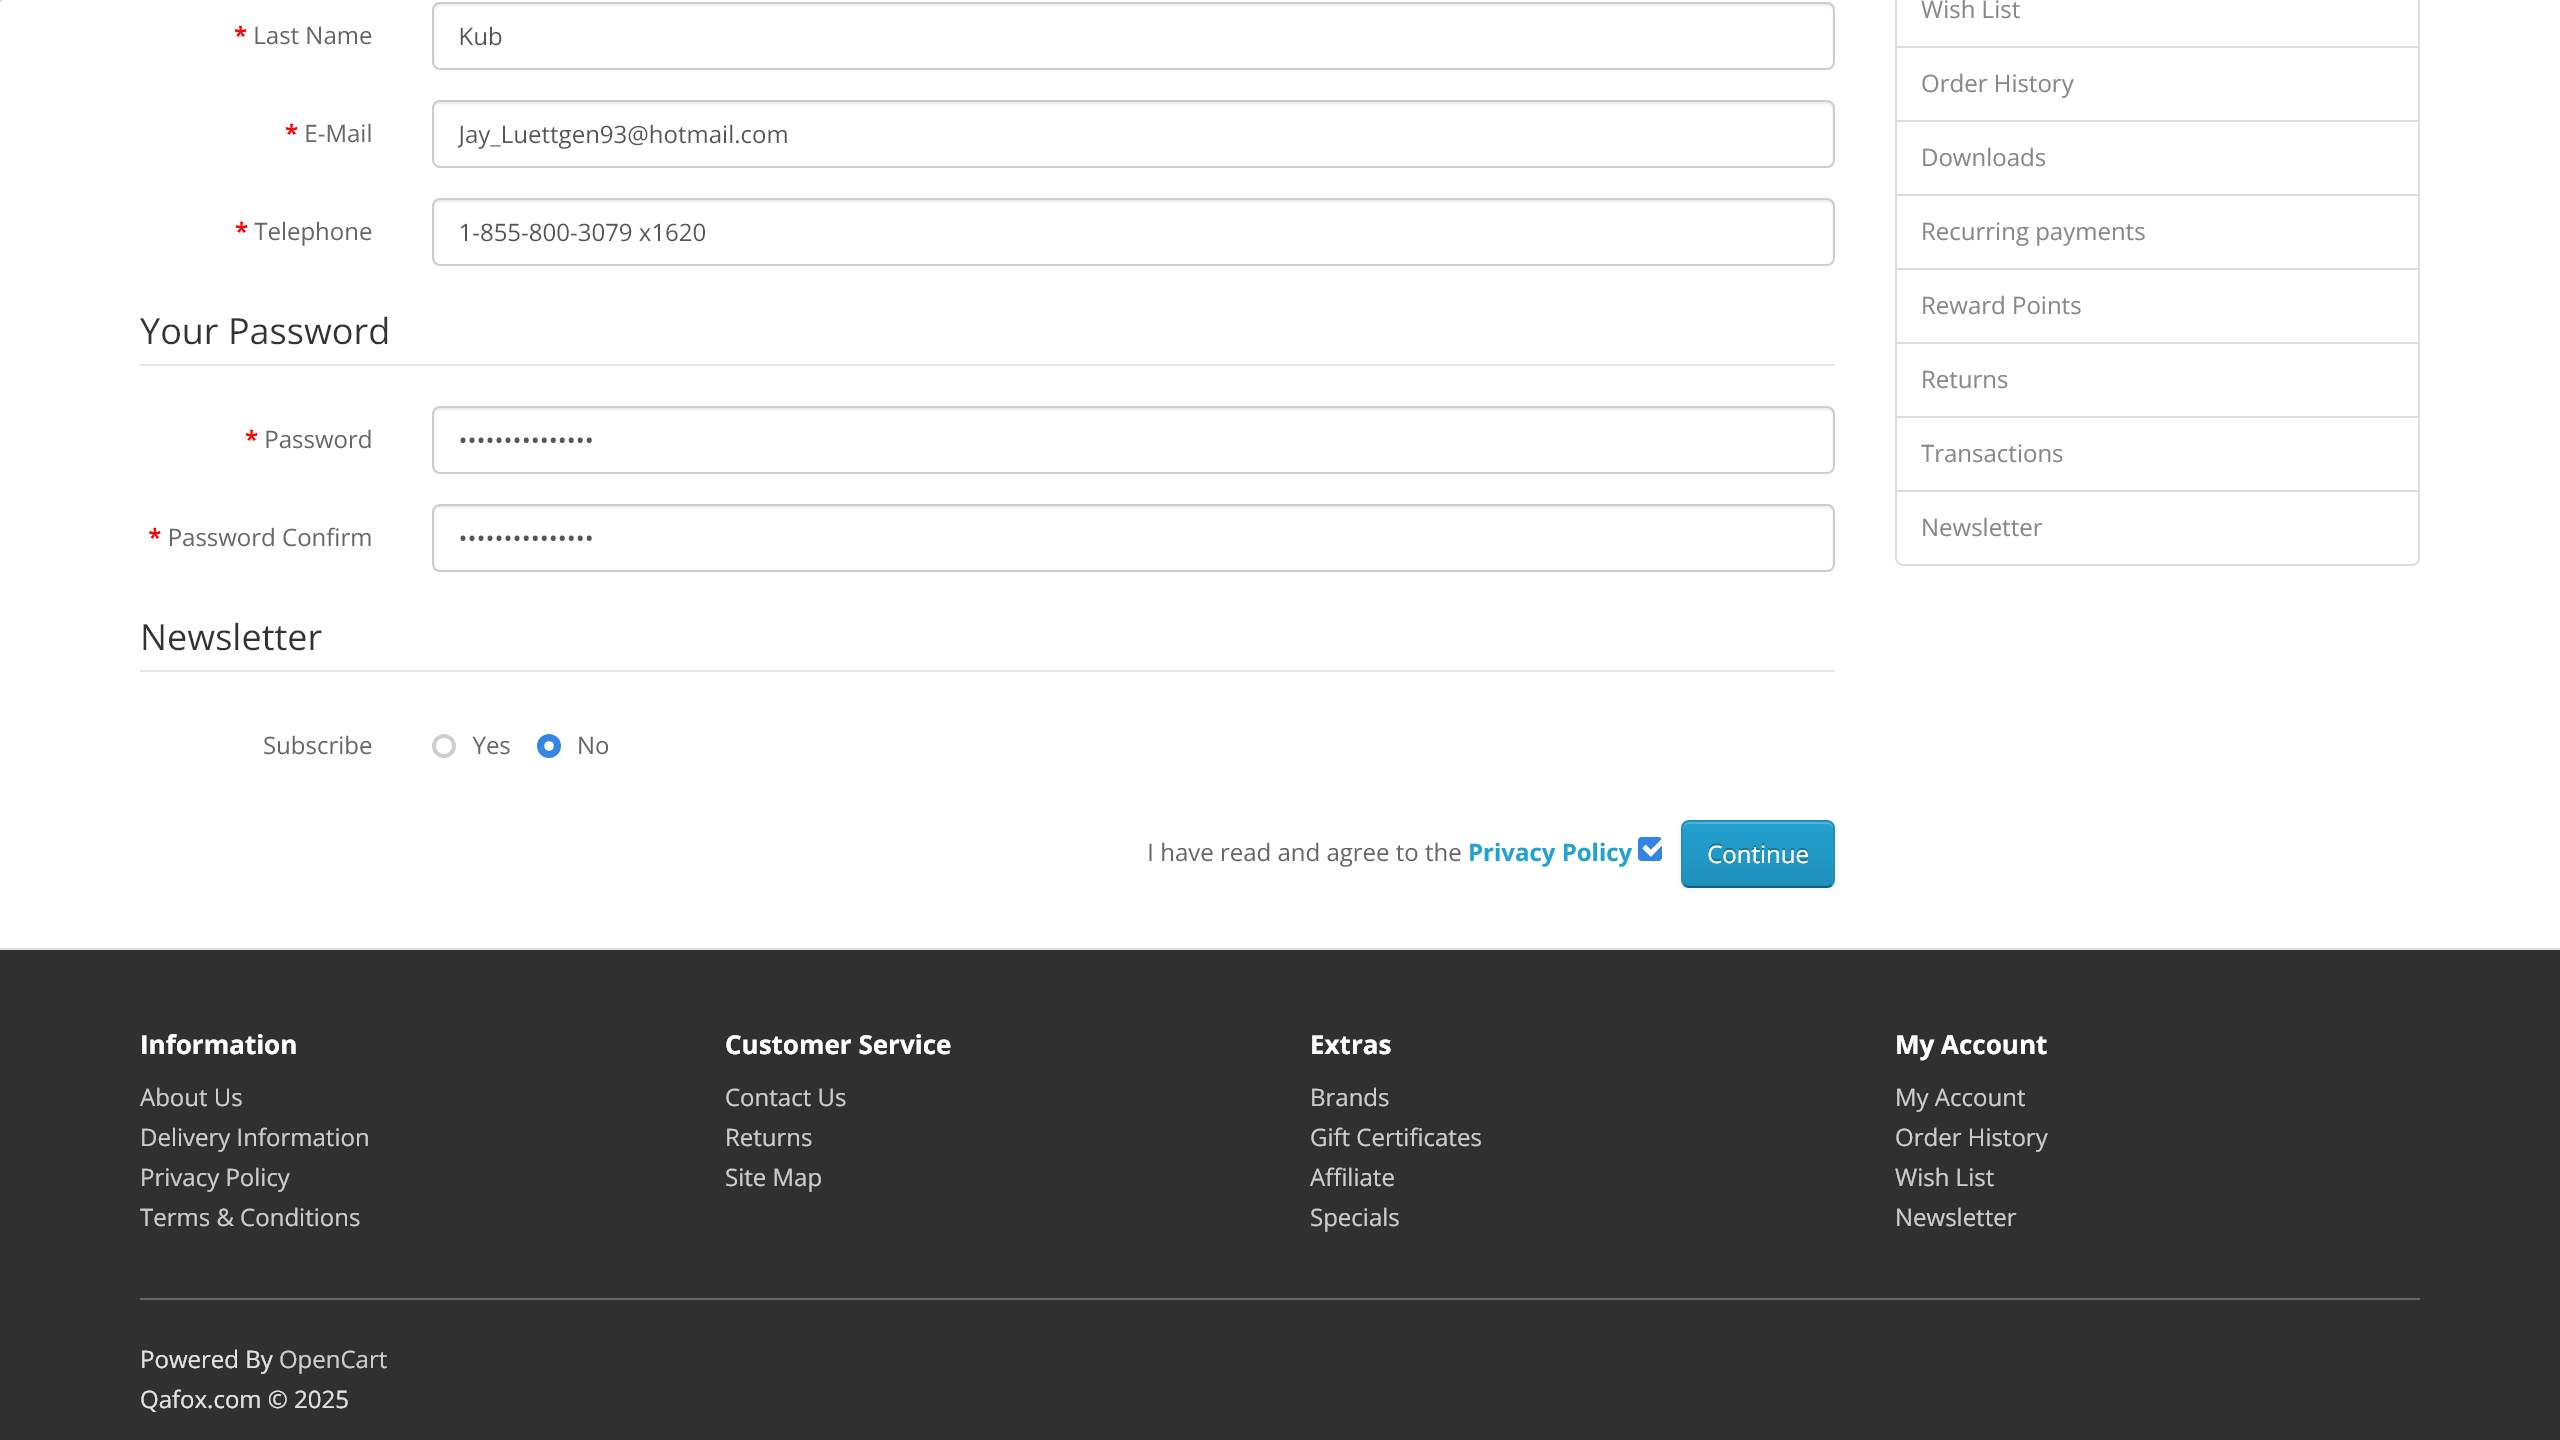 * Last Name
Kub
* E-Mail
Jay_Luettgen93@hotmail.com
* Telephone
1-855-800-3079 x1620
Your Password
* Password
•••••••••••••••
* Password Confirm
•••••••••••••••
Newsletter
Subscribe
Yes
No
I have read and agree to the Privacy Policy
Continue
Wish List
Order History
Downloads
Recurring payments
Reward Points
Returns
Transactions
Newsletter
Information
About Us
Delivery Information
Privacy Policy
Terms & Conditions
Customer Service
Contact Us
Returns
Site Map
Extras
Brands
Gift Certificates
Affiliate
Specials
My Account
My Account
Order History
Wish List
Newsletter
Powered By OpenCart
Qafox.com © 2025